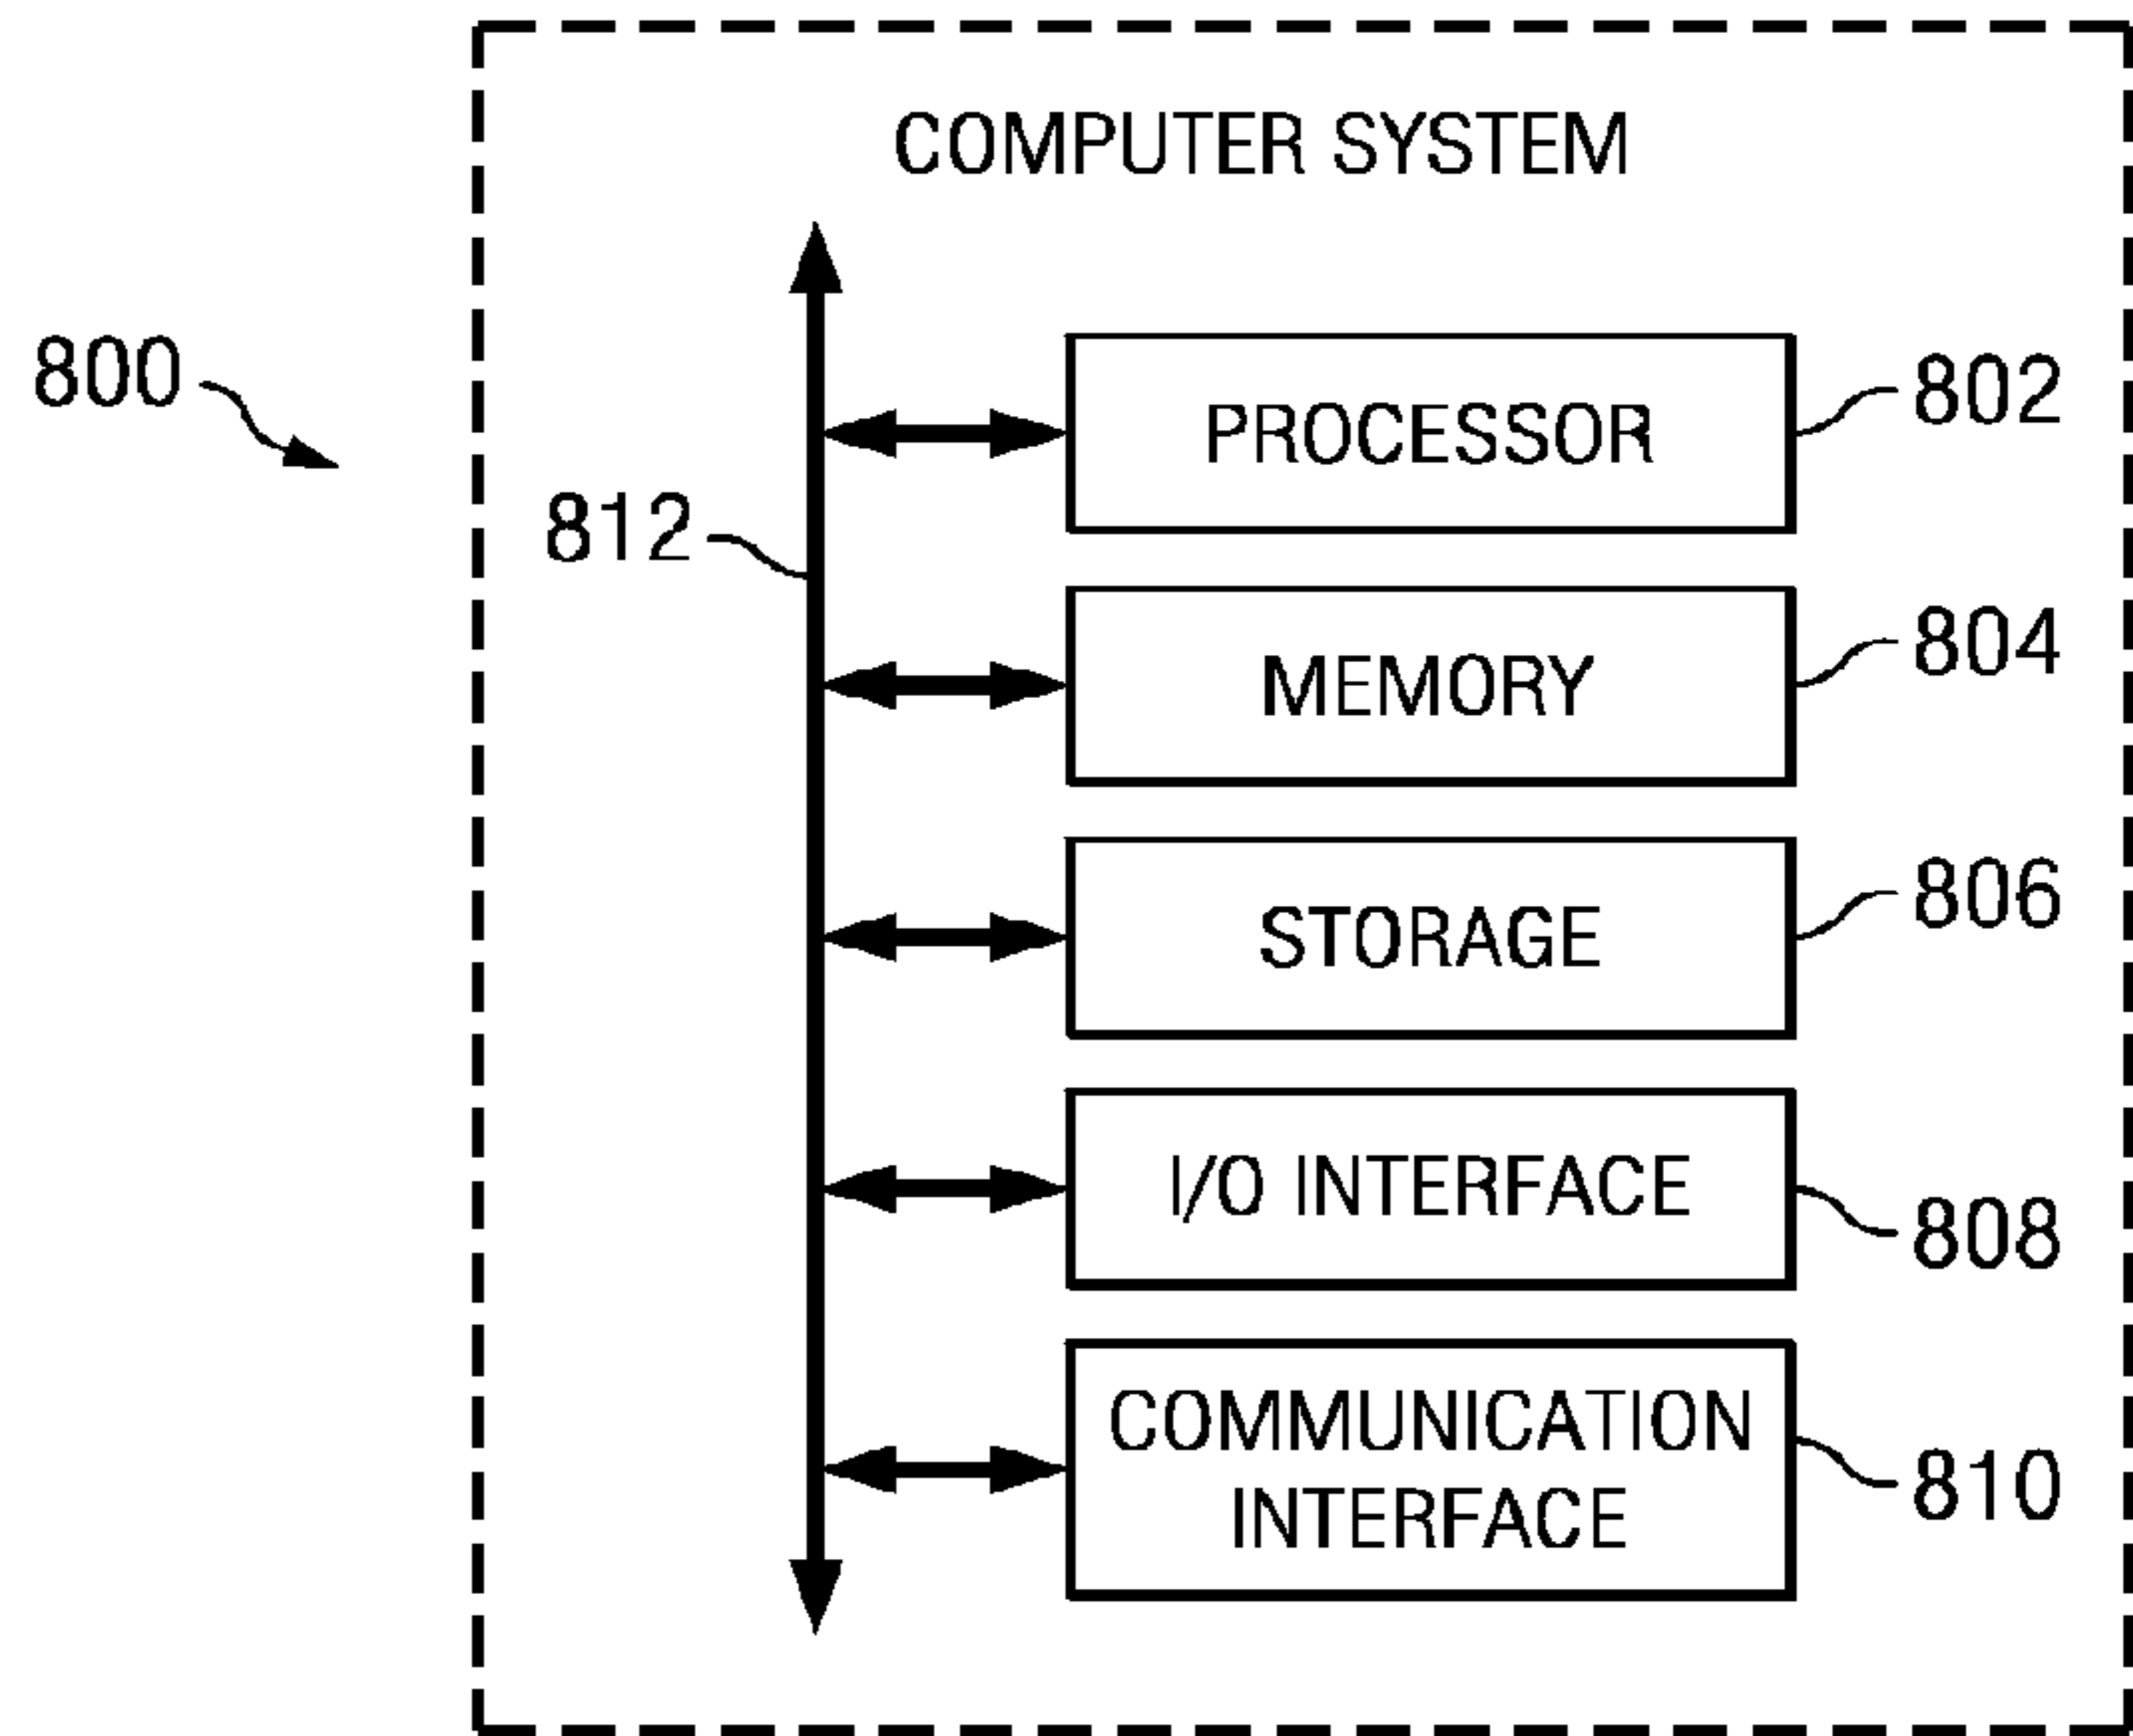 COMPUTER SYSTEM
800
PROCESSOR
802
812
MEMORY
804
STORAGE
806
I/O INTERFACE
808
COMMUNICATION
INTERFACE
810